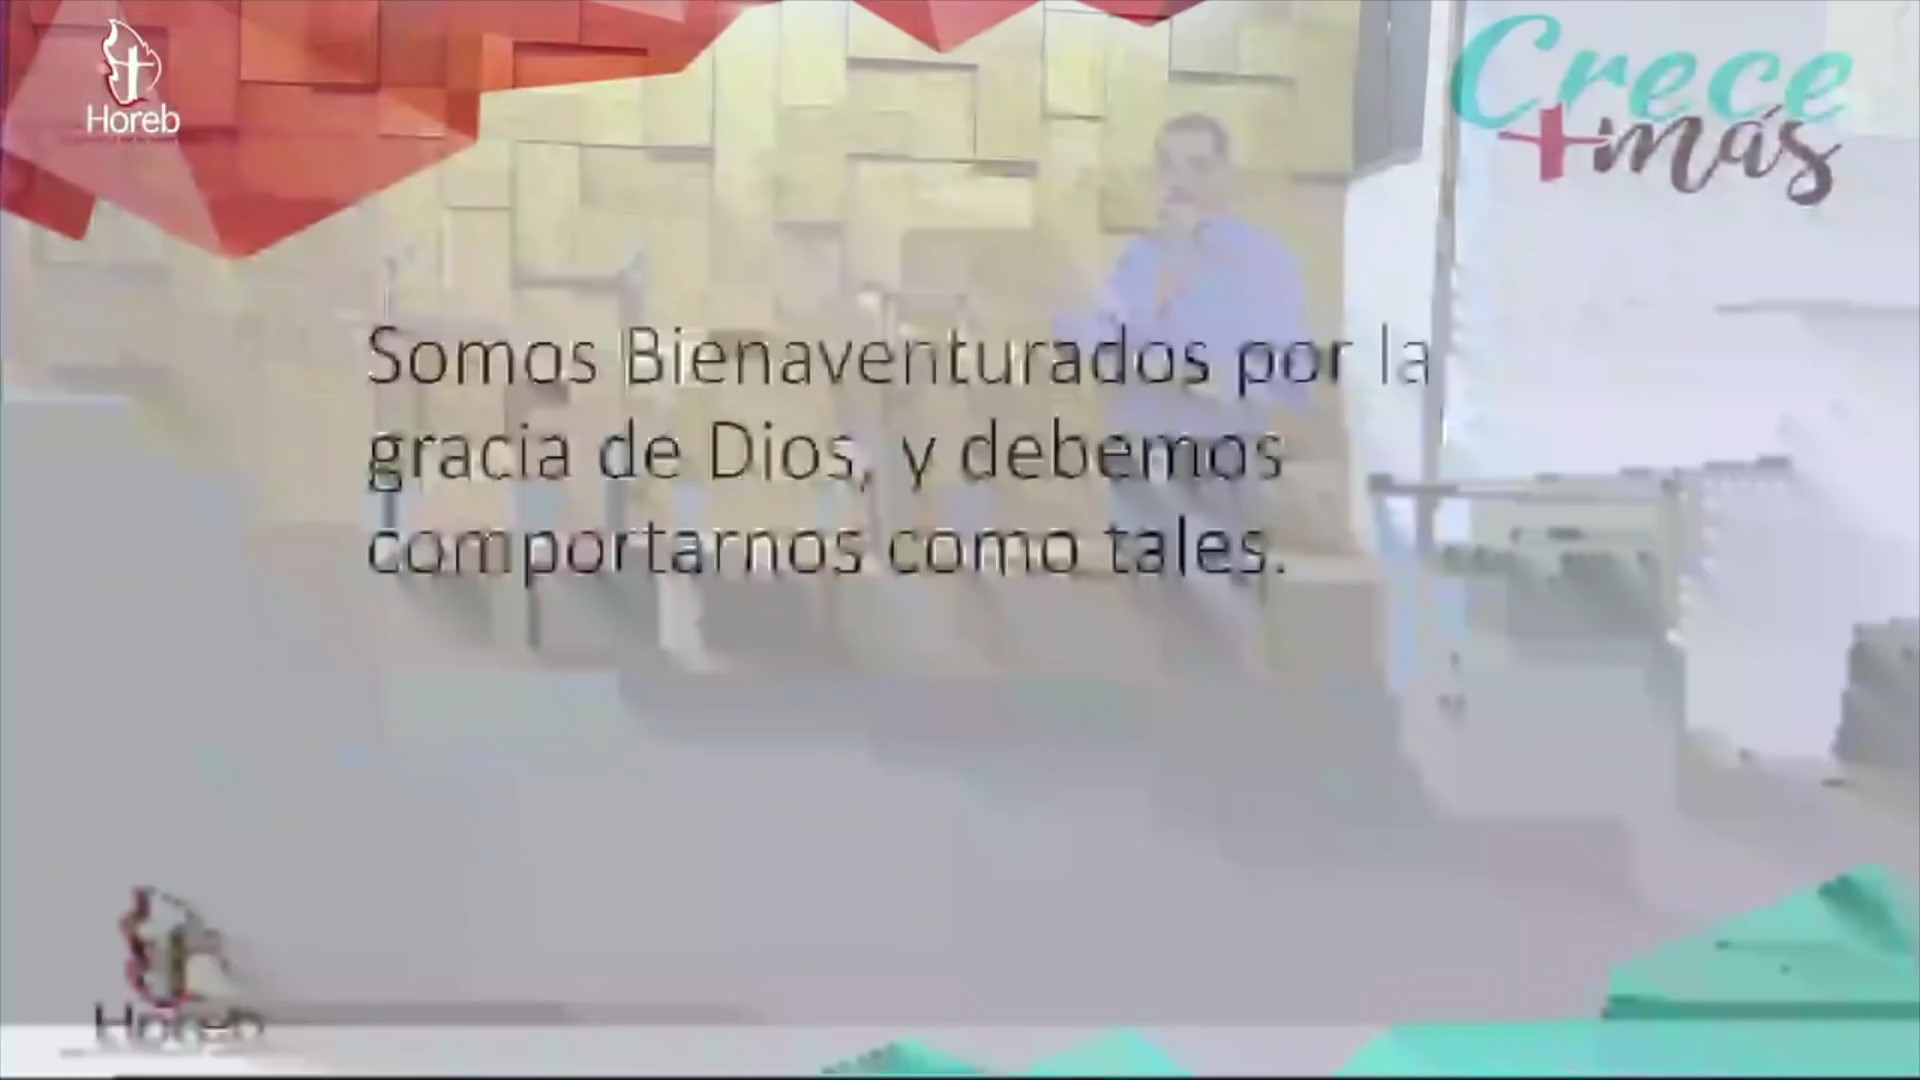 Horeb
Crece
+más
Somos Bienaventurados por la
gracia de Dios, y debemos
comportarnos como tales.
Horeb